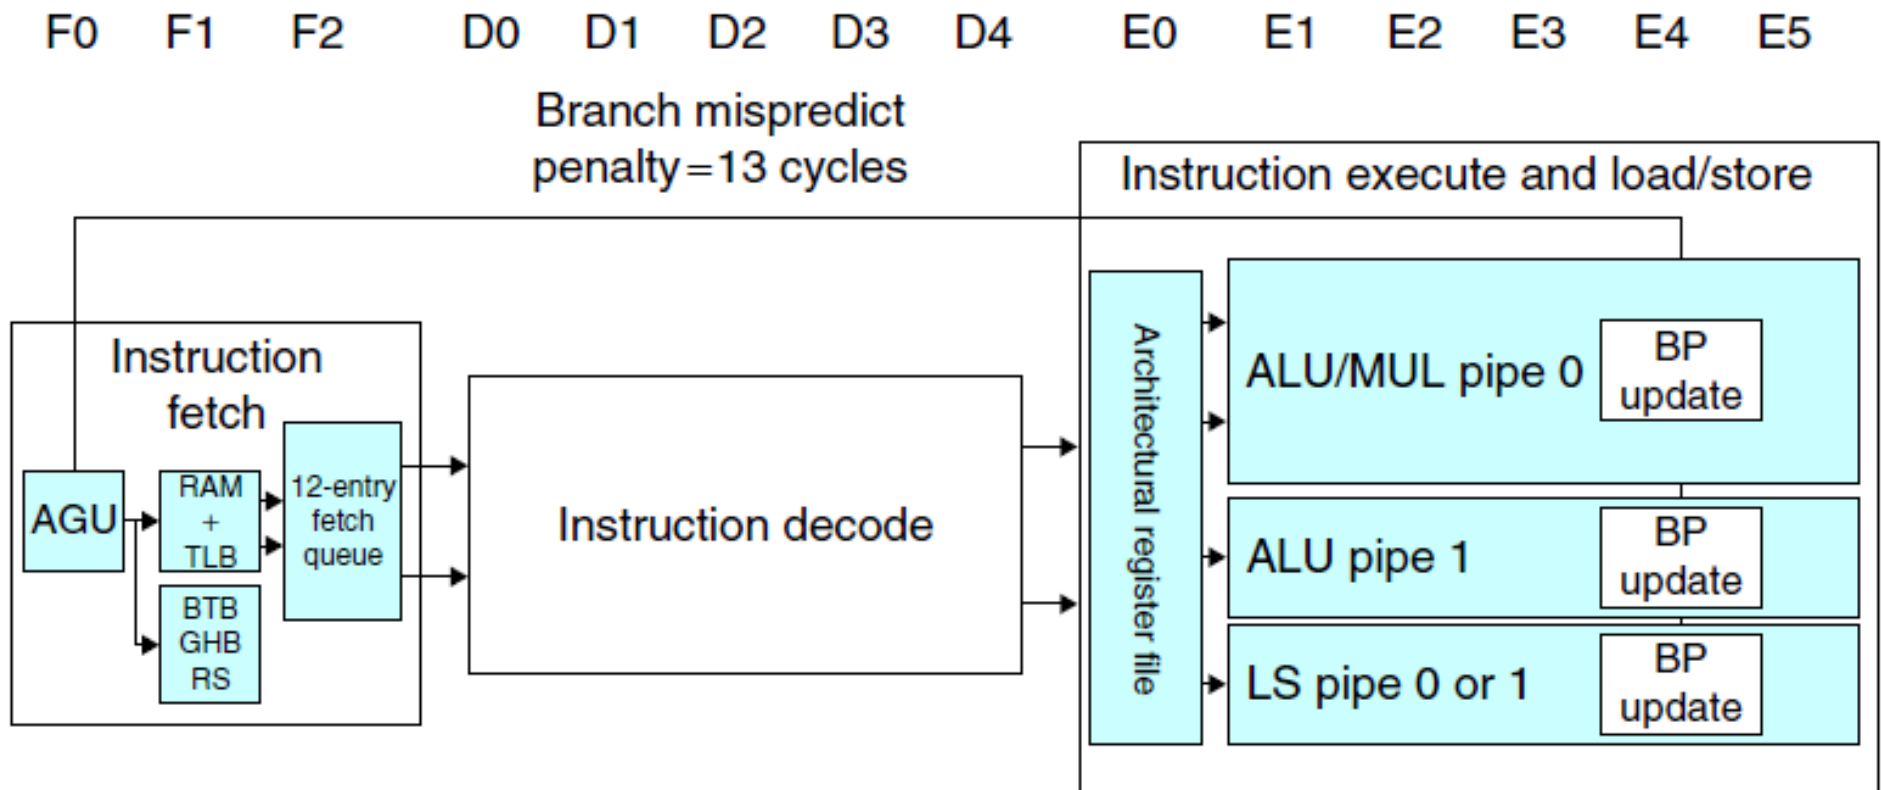 F0 F1 F2 D0 D1 D2 D3 D4 E0 E1 E2 E3 E4 E5
Branch mispredict
penalty=13 cycles
Instruction execute and load/store
Instruction
fetch
AGU
RAM
+
TLB
BTB
GHB
RS
12-entry
fetch
queue
Instruction decode
Architectural register file
ALU/MUL pipe 0
BP
update
ALU pipe 1
BP
update
LS pipe 0 or 1
BP
update